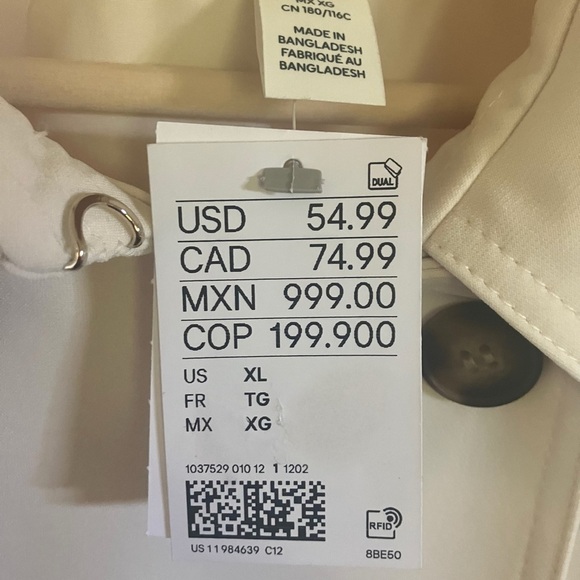 MX XG
CN 180/116C
MADE IN
BANGLADESH
FABRIQUÉ AU
BANGLADESH
DUAL
USD 54.99
CAD 74.99
MXN 999.00
COP 199.900
US XL
FR TG
MX XG
1037529 010 12 1 1202
US 11984639 C12
RFID
8BE50